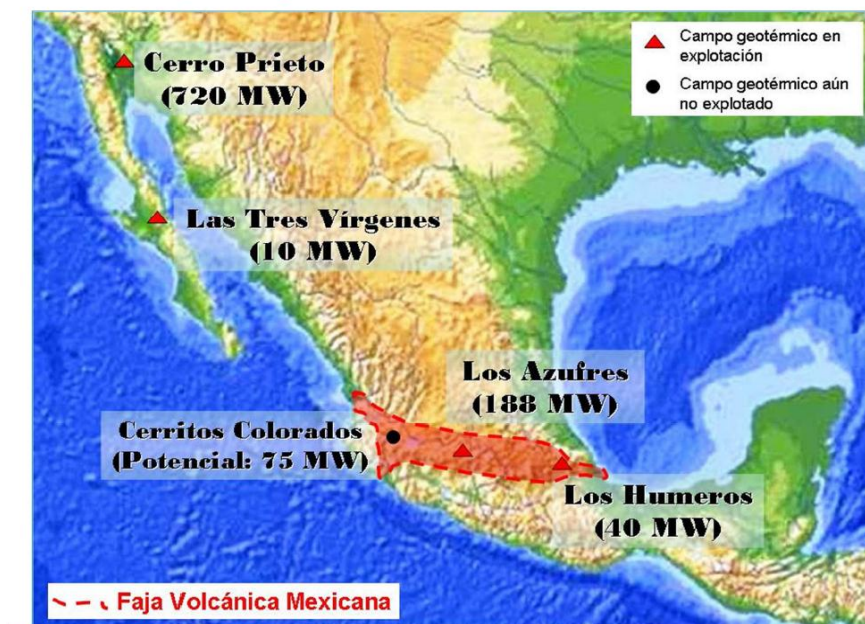 Cerro Prieto
(720 MW)
Campo geotérmico en
explotación
Campo geotérmico aún
no explotado
Las Tres Vírgenes
(10 MW)
Los Azufres
(188 MW)
Cerritos Colorados
(Potencial: 75 MW)
Los Humeros
(40 MW)
Faja Volcánica Mexicana